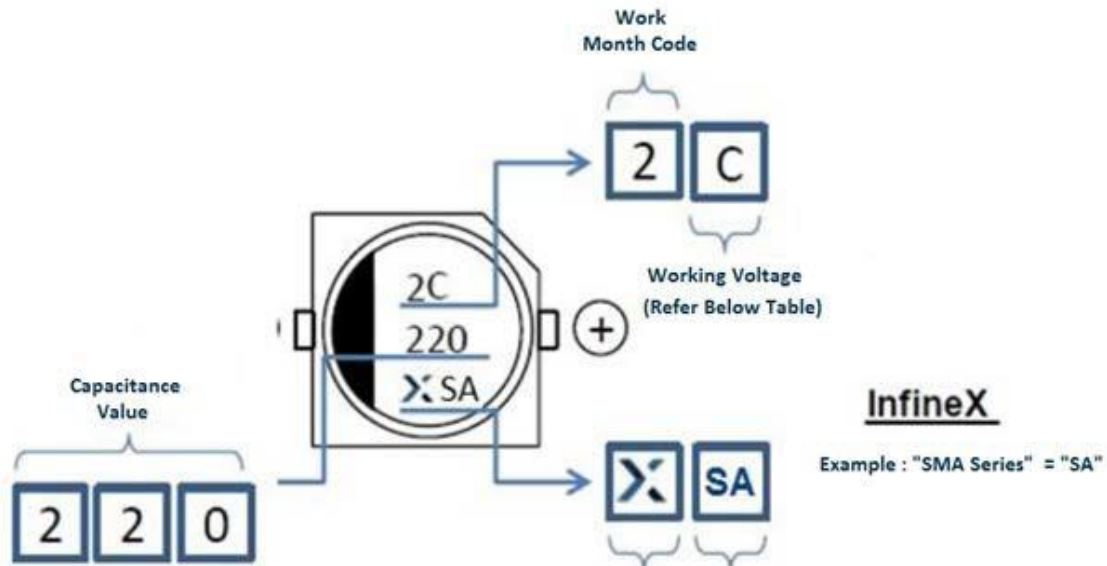 Work
Month Code
2 C
Working Voltage
(Refer Below Table)
2C
220
X SA
+
Capacitance
Value
2 2 0
InfineX
Example : "SMA Series" = "SA"
X SA